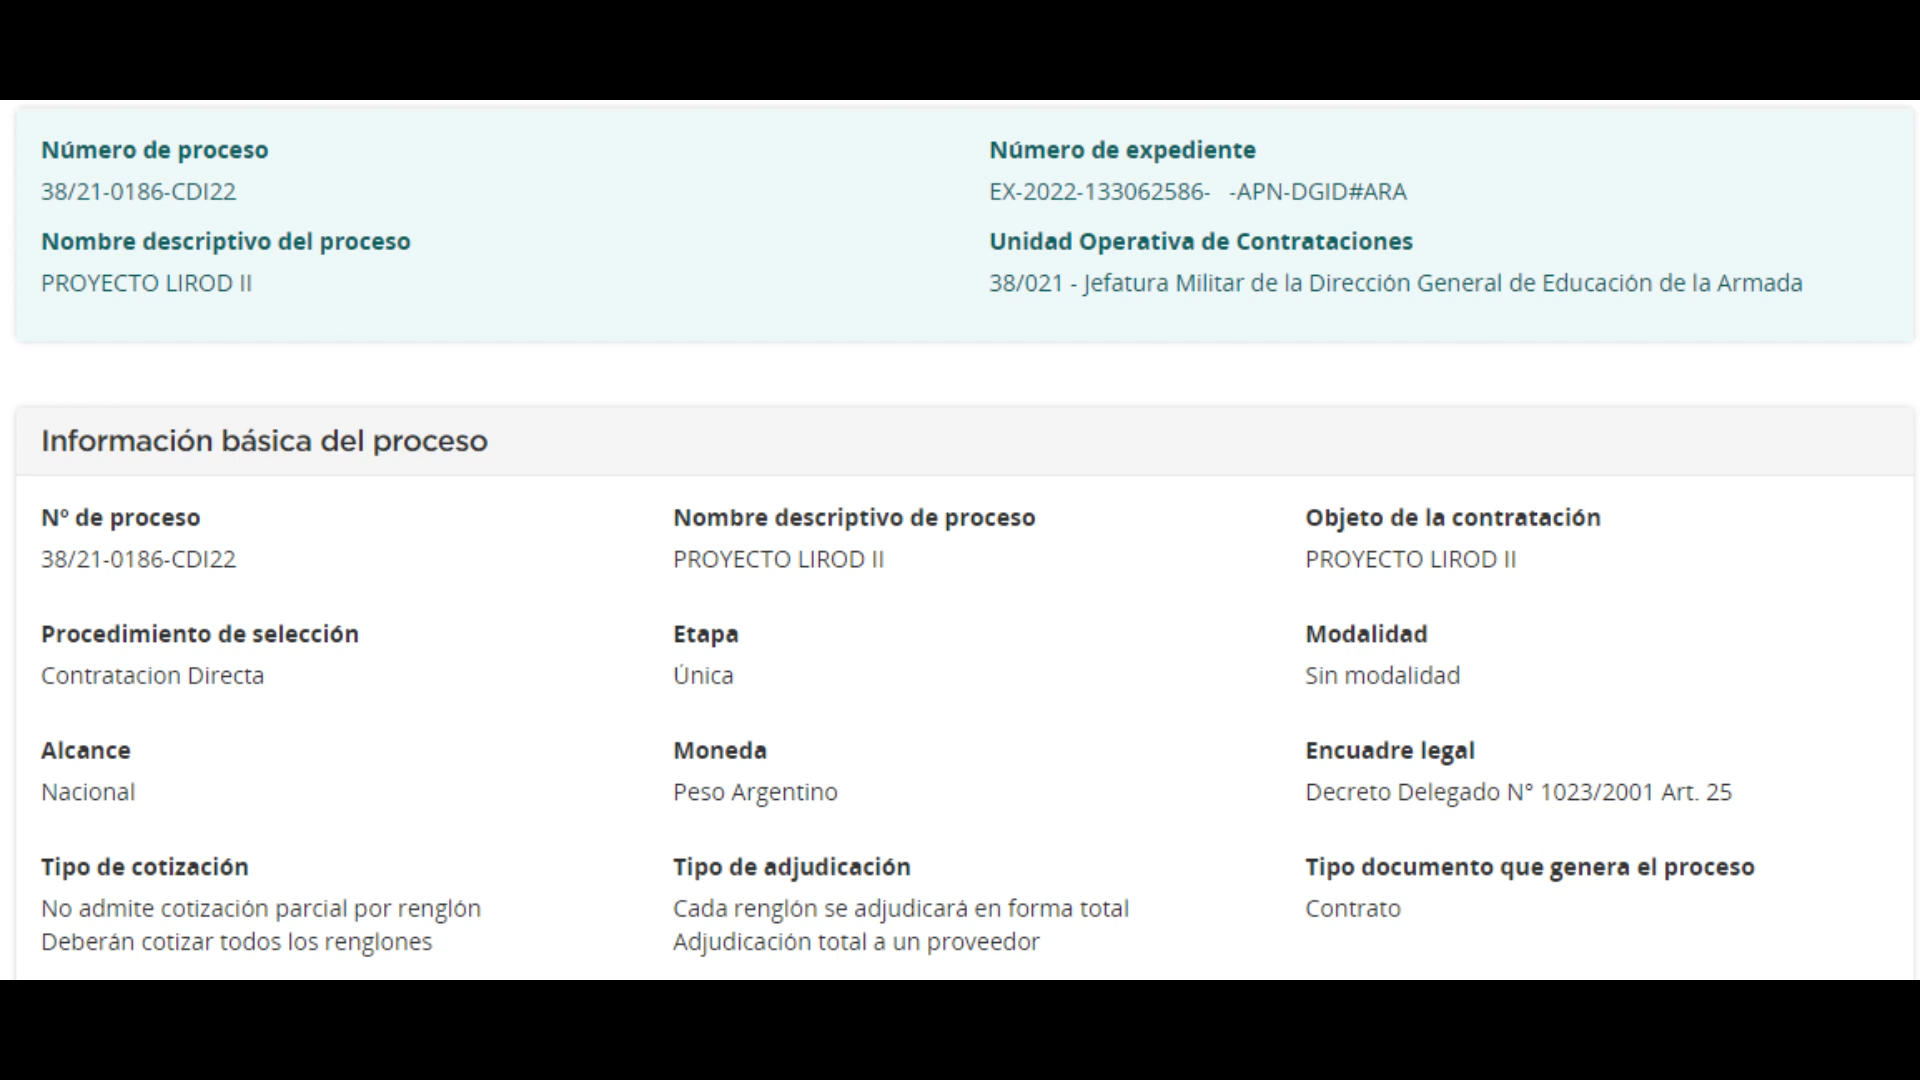 Número de proceso
38/21-0186-CDI22
Número de expediente
EX-2022-133062586-   -APN-DGID#ARA
Nombre descriptivo del proceso
PROYECTO LIROD II
Unidad Operativa de Contrataciones
38/021 - Jefatura Militar de la Dirección General de Educación de la Armada
Información básica del proceso
Nº de proceso
38/21-0186-CDI22
Nombre descriptivo de proceso
PROYECTO LIROD II
Objeto de la contratación
PROYECTO LIROD II
Procedimiento de selección
Contratacion Directa
Etapa
Única
Modalidad
Sin modalidad
Alcance
Nacional
Moneda
Peso Argentino
Encuadre legal
Decreto Delegado N° 1023/2001 Art. 25
Tipo de cotización
No admite cotización parcial por renglón
Deberán cotizar todos los renglones
Tipo de adjudicación
Cada renglón se adjudicará en forma total
Adjudicación total a un proveedor
Tipo documento que genera el proceso
Contrato